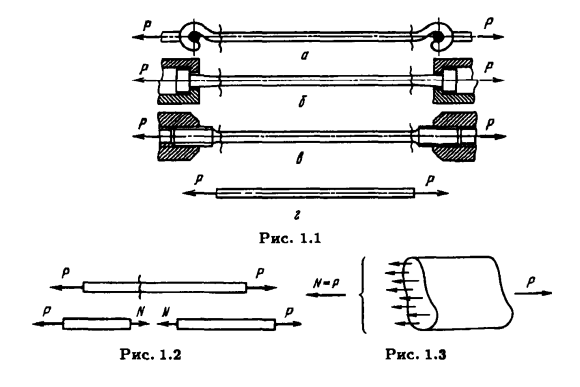 P P
а
P P
б
P P
в
P P
г
Рис. 1.1
P P
N=P
P
P N N P
Рис. 1.2 Рис. 1.3